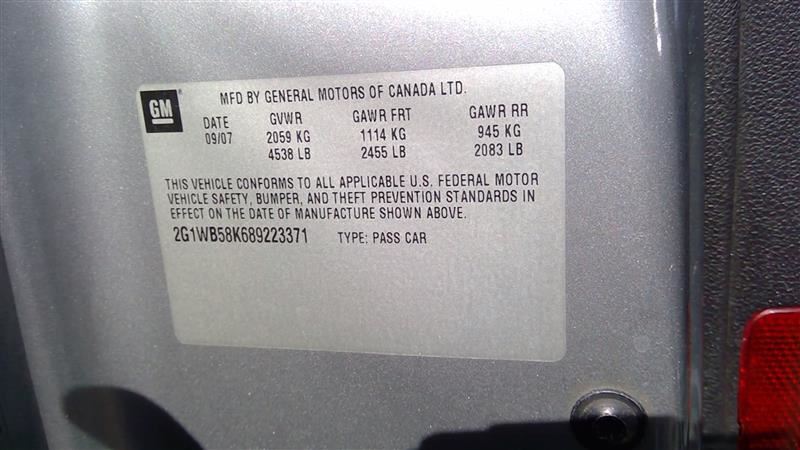 GM
MFD BY GENERAL MOTORS OF CANADA LTD.
DATE GVWR GAWR FRT GAWR RR
09/07 2059 KG 1114 KG 945 KG
4538 LB 2455 LB 2083 LB
THIS VEHICLE CONFORMS TO ALL APPLICABLE U.S. FEDERAL MOTOR
VEHICLE SAFETY, BUMPER, AND THEFT PREVENTION STANDARDS IN
EFFECT ON THE DATE OF MANUFACTURE SHOWN ABOVE.
2G1WB58K689223371 TYPE: PASS CAR